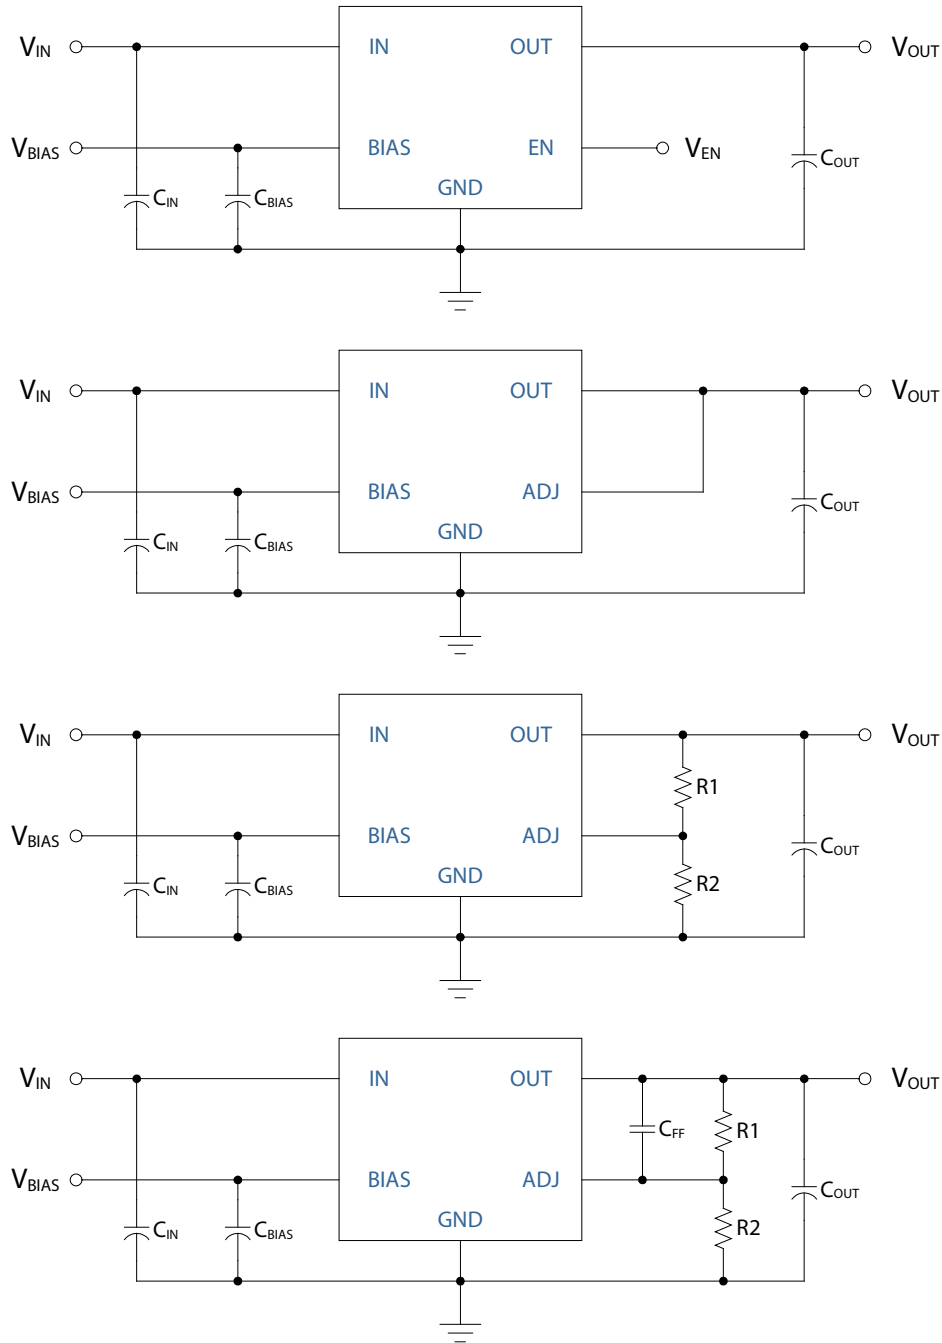 VIN IN OUT VOUT
VBIAS BIAS EN VEN COUT
GND
CIN CBIAS
VIN IN OUT VOUT
VBIAS BIAS ADJ COUT
GND
CIN CBIAS
VIN IN OUT VOUT
R1
VBIAS BIAS ADJ COUT
GND R2
CIN CBIAS
VIN IN OUT VOUT
CFF R1
VBIAS BIAS ADJ COUT
GND R2
CIN CBIAS